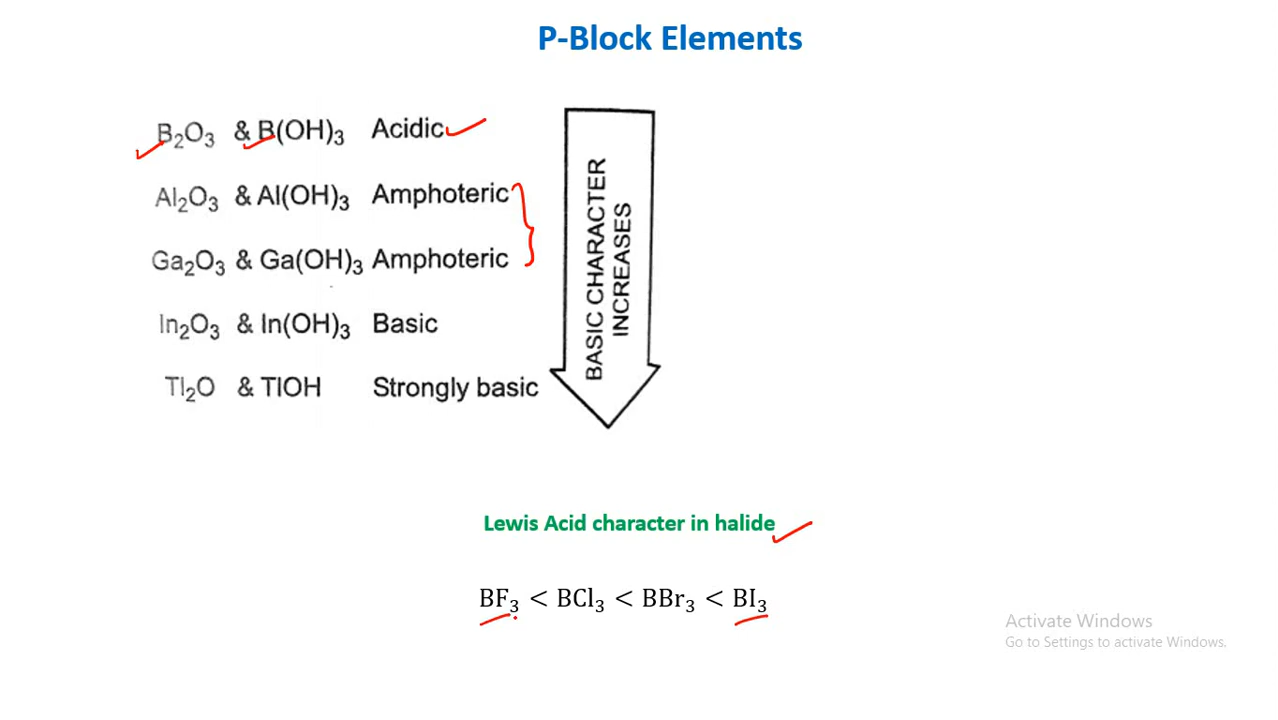 P-Block Elements
B₂O₃ & B(OH)₃ Acidic
Al₂O₃ & Al(OH)₃ Amphoteric
Ga₂O₃ & Ga(OH)₃ Amphoteric
In₂O₃ & In(OH)₃ Basic
Tl₂O & TlOH Strongly basic
BASIC CHARACTER
INCREASES
Lewis Acid character in halide
BF₃ < BCl₃ < BBr₃ < BI₃
Activate Windows
Go to Settings to activate Windows.